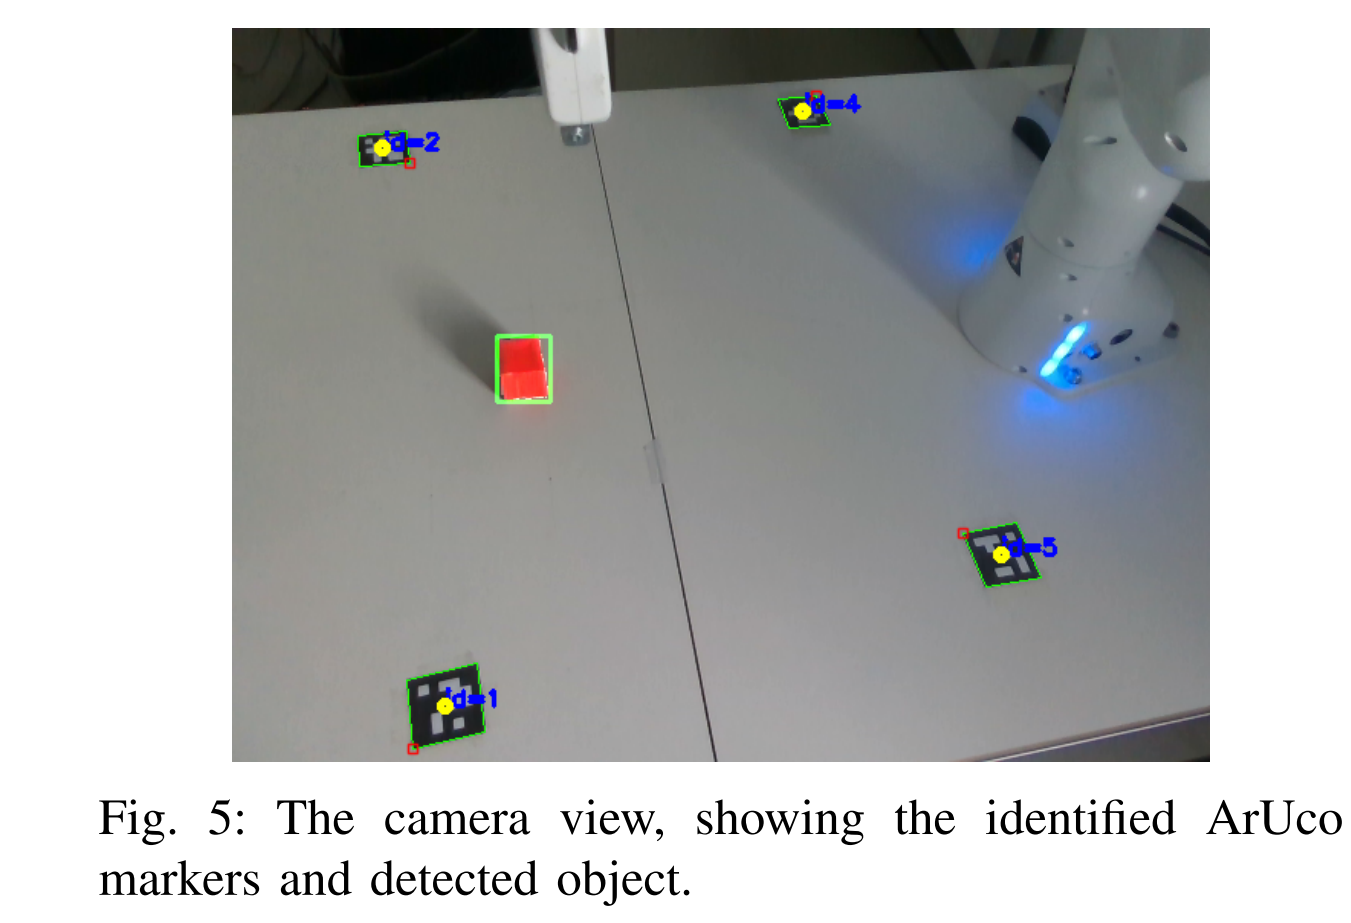 id=4
id=2
id=5
id=1
Fig. 5: The camera view, showing the identified ArUco
markers and detected object.